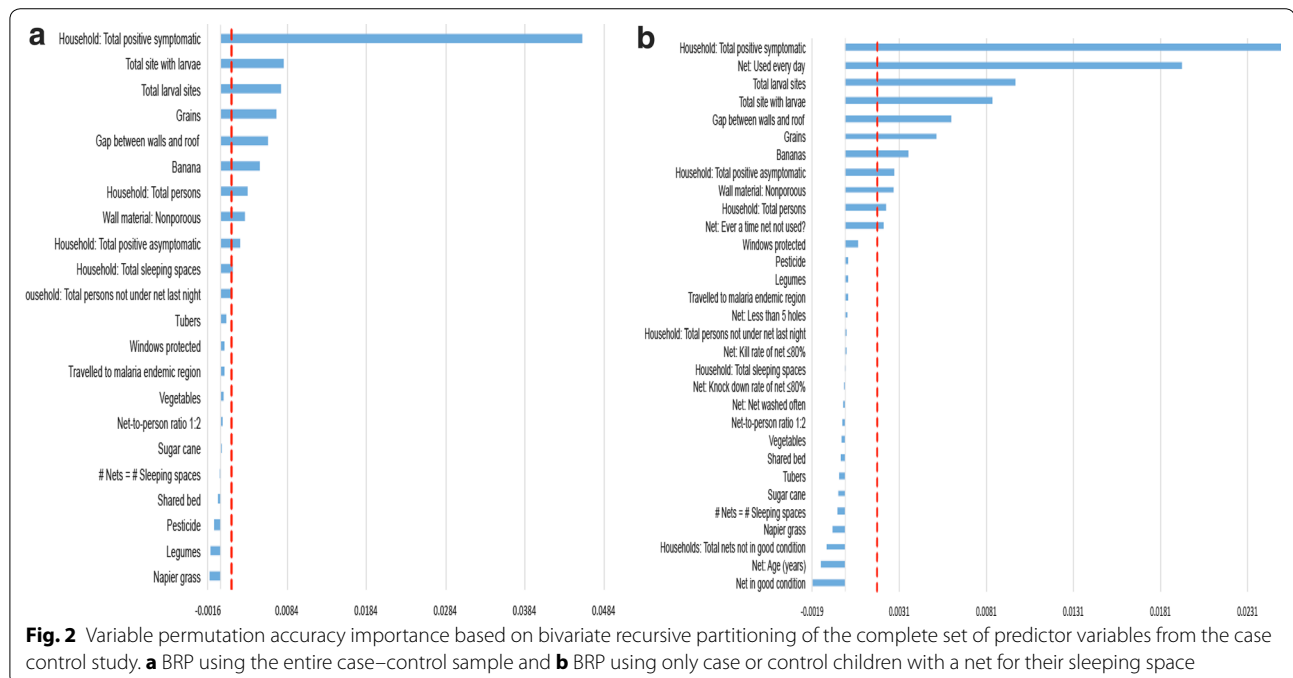 a
Household: Total positive symptomatic
Total site with larvae
Total larval sites
Grains
Gap between walls and roof
Banana
Household: Total persons
Wall material: Nonporoous
Household: Total positive asymptomatic
Household: Total sleeping spaces
ousehold: Total persons not under net last night
Tubers
Windows protected
Travelled to malaria endemic region
Vegetables
Net-to-person ratio 1:2
Sugar cane
# Nets = # Sleeping spaces
Shared bed
Pesticide
Legumes
Napier grass
-0.0016 0.0084 0.0184 0.0284 0.0384 0.0484
b
Household: Total positive symptomatic
Net: Used every day
Total larval sites
Total site with larvae
Gap between walls and roof
Grains
Bananas
Household: Total positive asymptomatic
Wall material: Nonporoous
Household: Total persons
Net: Ever a time net not used?
Windows protected
Pesticide
Legumes
Travelled to malaria endemic region
Net: Less than 5 holes
Household: Total persons not under net last night
Net: Kill rate of net ≤80%
Household: Total sleeping spaces
Net: Knock down rate of net ≤80%
Net: Net washed often
Net-to-person ratio 1:2
Vegetables
Shared bed
Tubers
Sugar cane
# Nets = # Sleeping spaces
Napier grass
Households: Total nets not in good condition
Net: Age (years)
Net in good condition
-0.0019 0.0031 0.0081 0.0131 0.0181 0.0231
Fig. 2 Variable permutation accuracy importance based on bivariate recursive partitioning of the complete set of predictor variables from the case
control study. a BRP using the entire case–control sample and b BRP using only case or control children with a net for their sleeping space